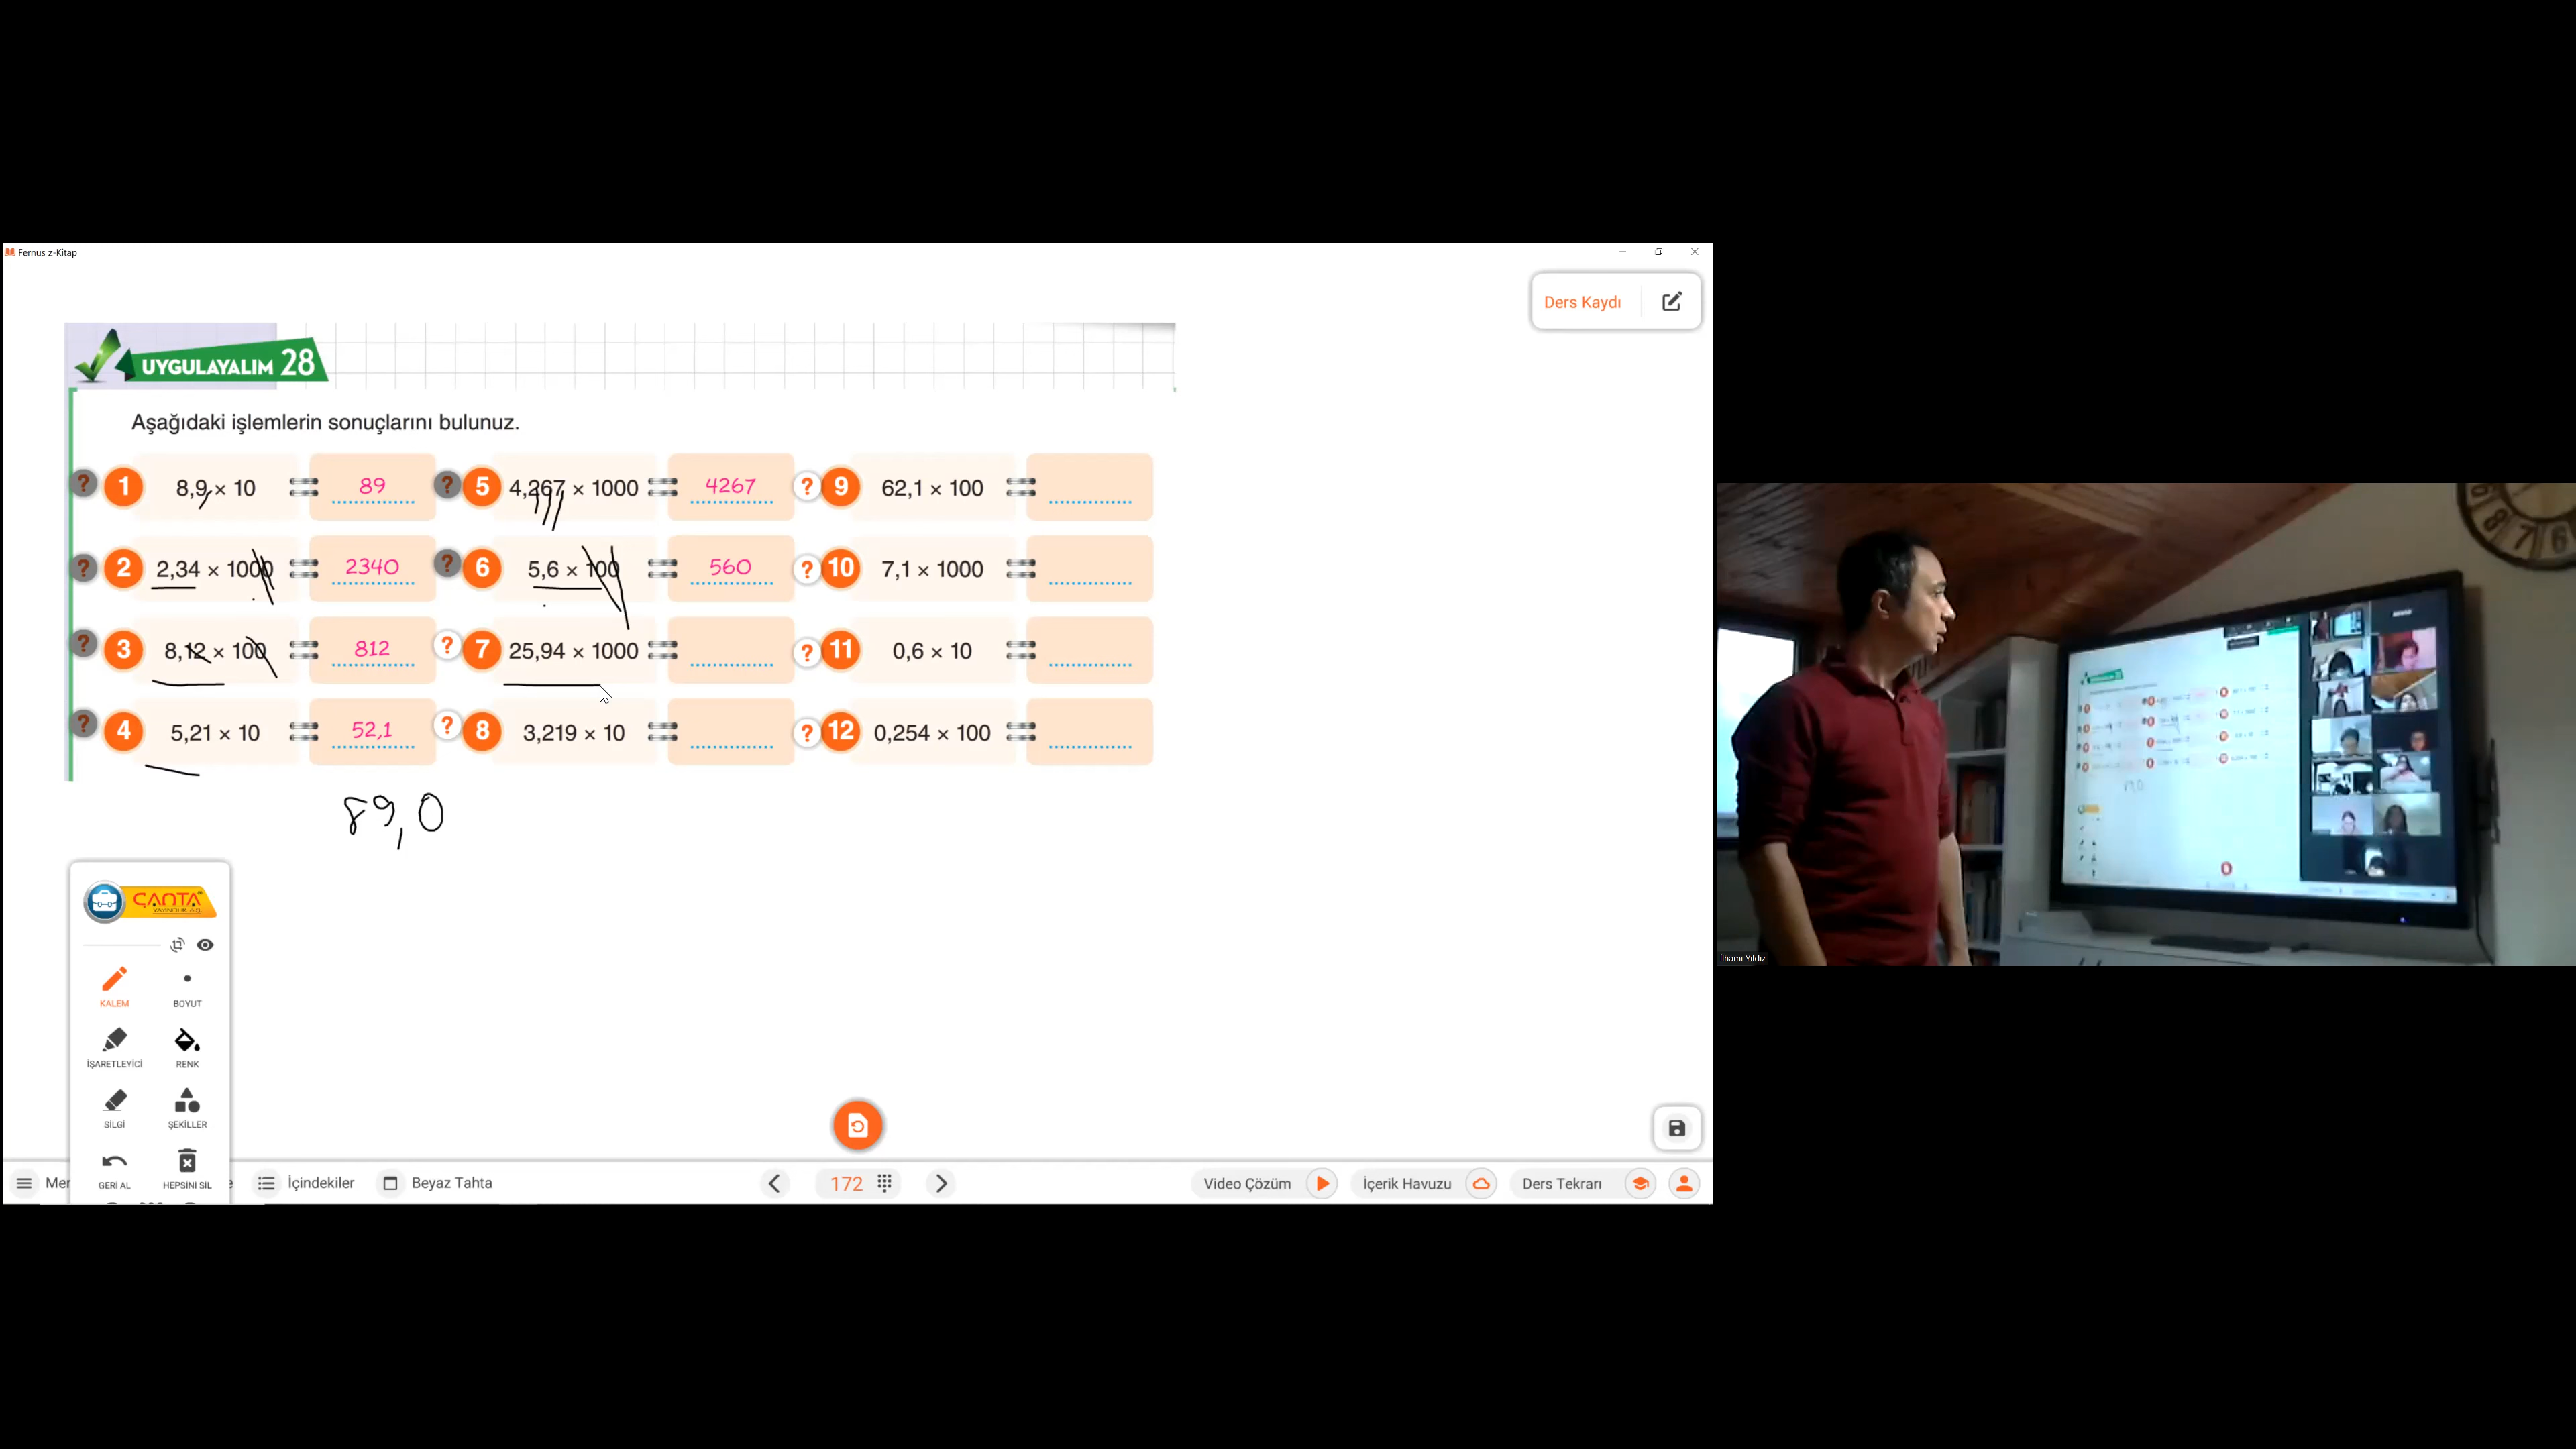 Fernus z-Kitap
Ders Kaydı
UYGULAYALIM 28
Aşağıdaki işlemlerin sonuçlarını bulunuz.
? 1 8,9 × 10 = 89
? 2 2,34 × 1000 = 2340
? 3 8,12 × 100 = 812
? 4 5,21 × 10 = 52,1
? 5 4,267 × 1000 = 4267
? 6 5,6 × 100 = 560
? 7 25,94 × 1000 = ..............
? 8 3,219 × 10 = ..............
? 9 62,1 × 100 = ..............
? 10 7,1 × 1000 = ..............
? 11 0,6 × 10 = ..............
? 12 0,254 × 100 = ..............
89,0
ÇANTA
KALEM BOYUT
İŞARETLEYİCİ RENK
SİLGİ ŞEKİLLER
GERİ AL HEPSİNİ SİL
İçindekiler Beyaz Tahta 172 Video Çözüm İçerik Havuzu Ders Tekrarı
İlhami Yıldız